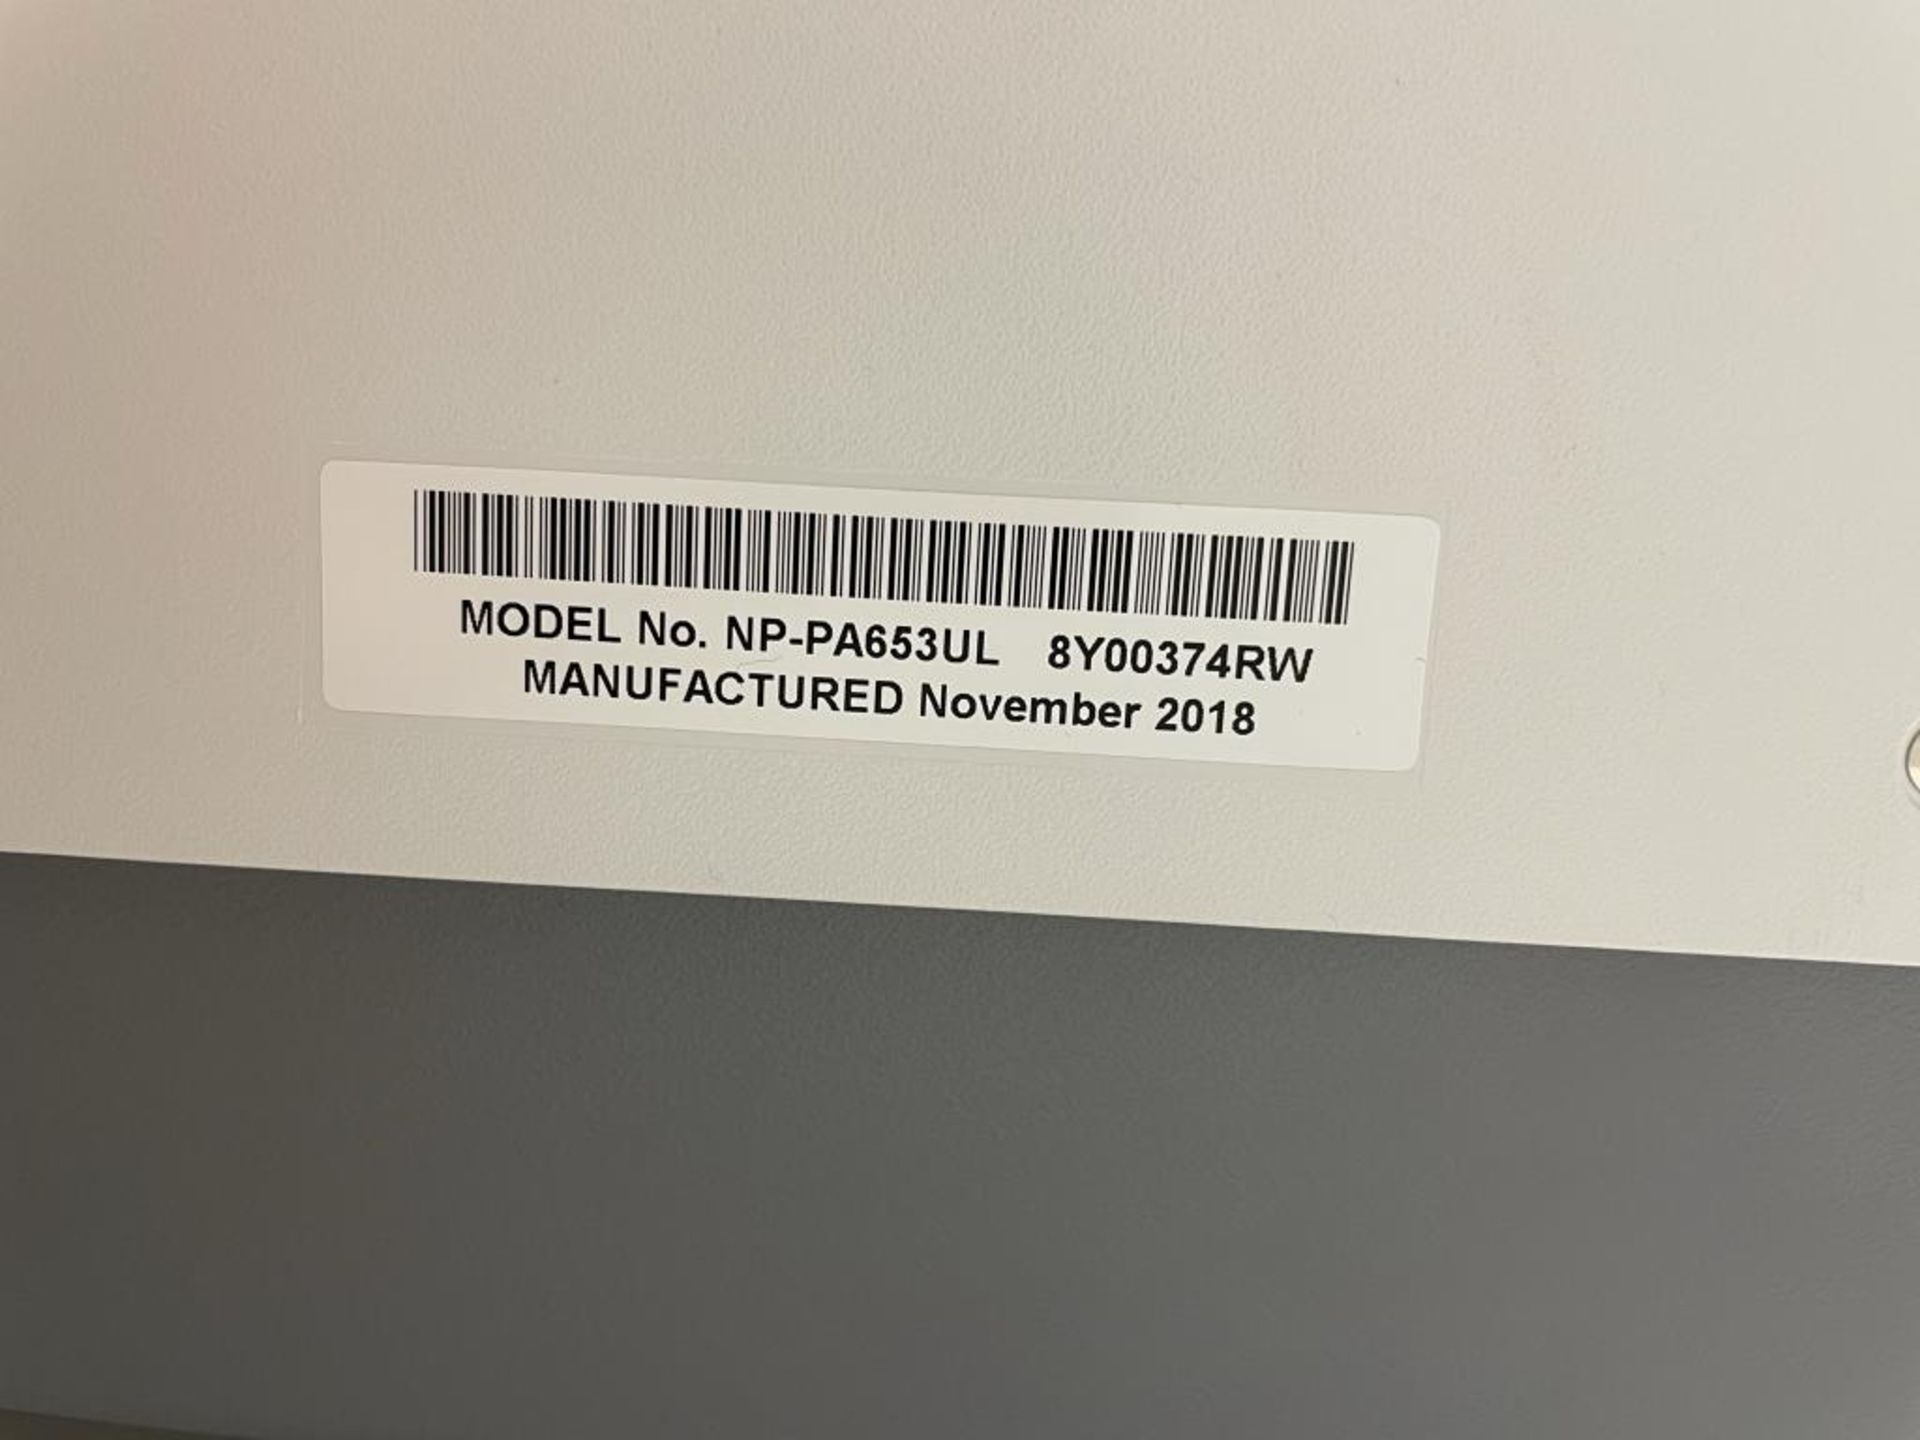 MODEL No. NP-PA653UL 8Y00374RW
MANUFACTURED November 2018